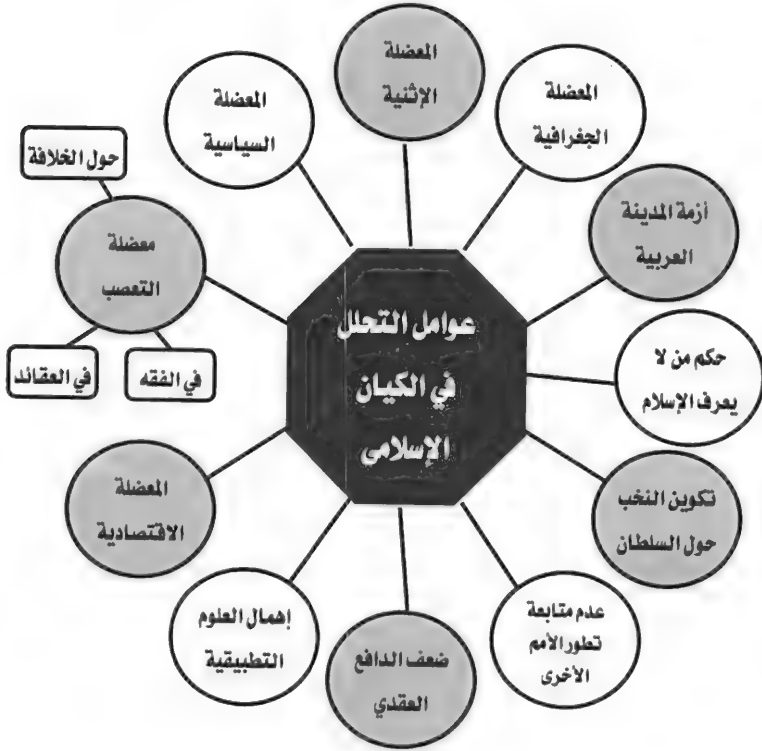 عوامل التحلل
في الكيان
الإسلامي
المعضلة
الإثنية
المعضلة
الجغرافية
أزمة المدينة
العربية
حكم من لا
يعرف الإسلام
تكوين النخب
حول السلطان
عدم متابعة
تطور الأمم
الأخرى
ضعف الدافع
العقدي
إهمال العلوم
التطبيقية
المعضلة
الاقتصادية
معضلة
التعصب
حول الخلافة
في الفقه
في العقائد
المعضلة
السياسية